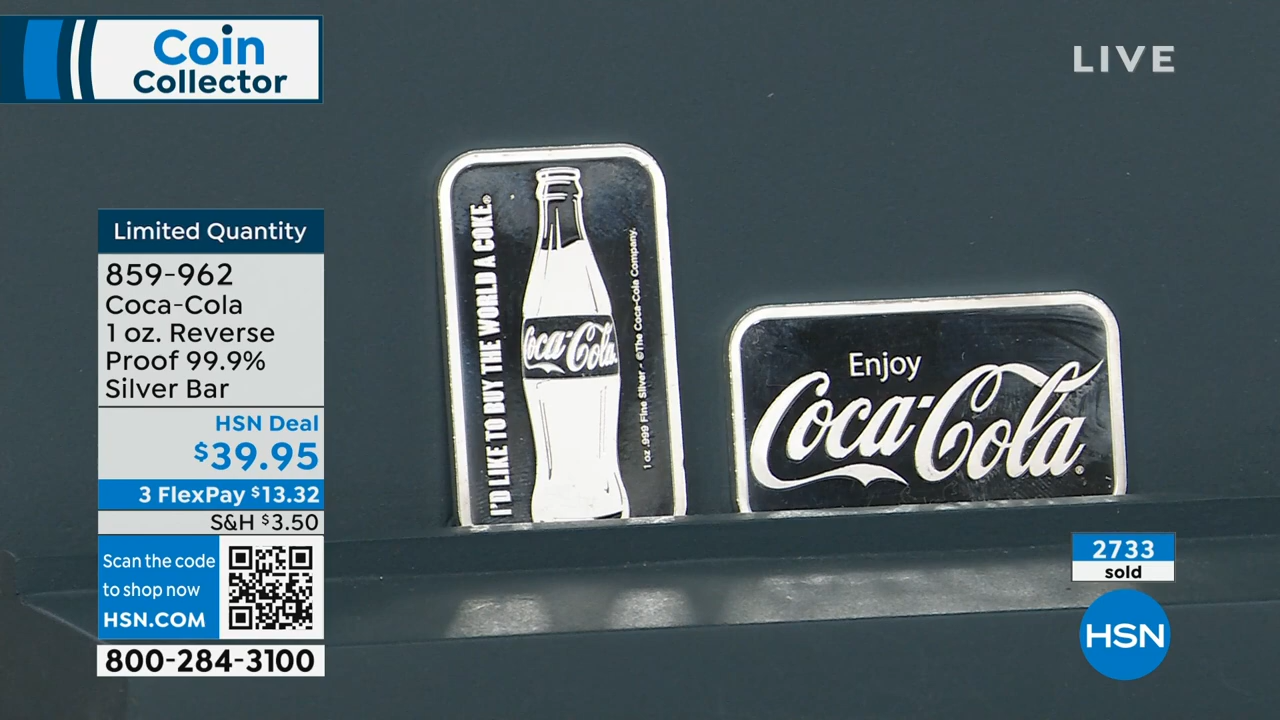 Coin
Collector
LIVE
Limited Quantity
859-962
Coca-Cola
1 oz. Reverse
Proof 99.9%
Silver Bar
HSN Deal
$39.95
3 FlexPay $13.32
S&H $3.50
Scan the code
to shop now
HSN.COM
800-284-3100
I'D LIKE TO BUY THE WORLD A COKE.®
Coca-Cola
1 oz .999 Fine Silver - ©The Coca-Cola Company.
Enjoy
Coca-Cola®
2733
sold
HSN